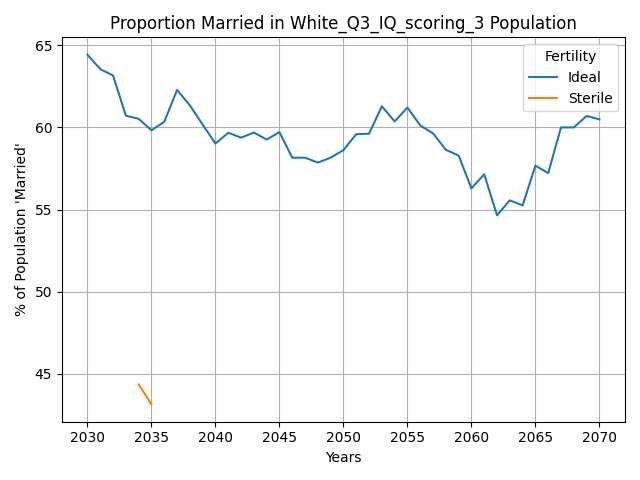 Proportion Married in White_Q3_IQ_scoring_3 Population
Fertility
Ideal
Sterile
% of Population 'Married'
65
60
55
50
45
2030 2035 2040 2045 2050 2055 2060 2065 2070
Years